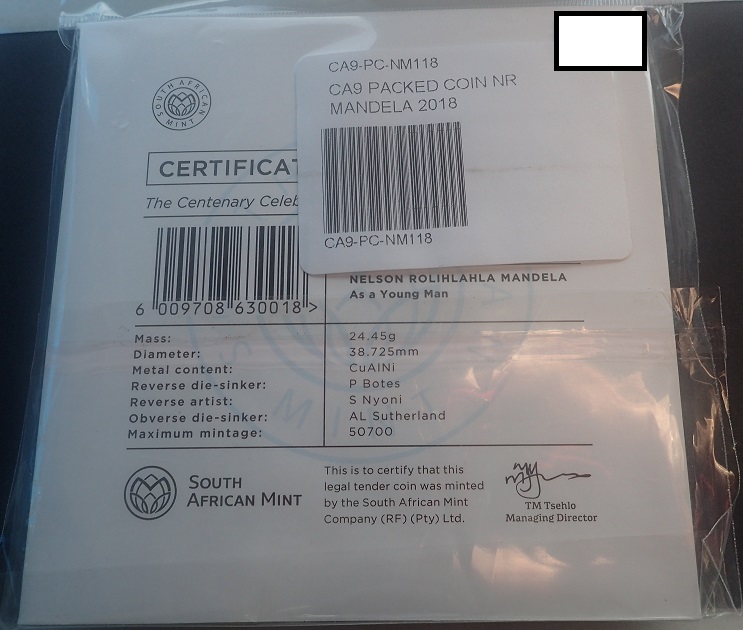 CA9-PC-NM118
CA9 PACKED COIN NR
MANDELA 2018
CA9-PC-NM118
SOUTH AFRICAN MINT
CERTIFICAT
The Centenary Celeb
6 009708 630018 >
NELSON ROLIHLAHLA MANDELA
As a Young Man
Mass: 24.45g
Diameter: 38.725mm
Metal content: CuAlNi
Reverse die-sinker: P Botes
Reverse artist: S Nyoni
Obverse die-sinker: AL Sutherland
Maximum mintage: 50700
SOUTH
AFRICAN MINT
This is to certify that this
legal tender coin was minted
by the South African Mint
Company (RF) (Pty) Ltd.
TM Tsehlo
Managing Director